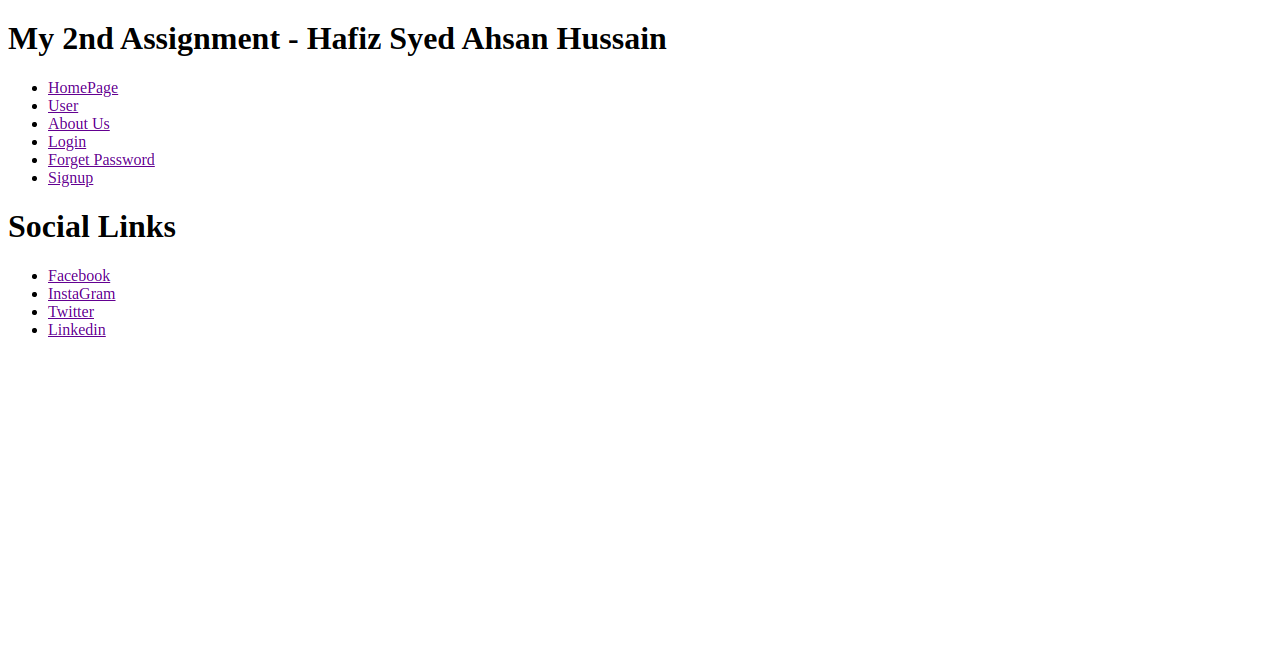 My 2nd Assignment - Hafiz Syed Ahsan Hussain
HomePage
User
About Us
Login
Forget Password
Signup
Social Links
Facebook
InstaGram
Twitter
Linkedin